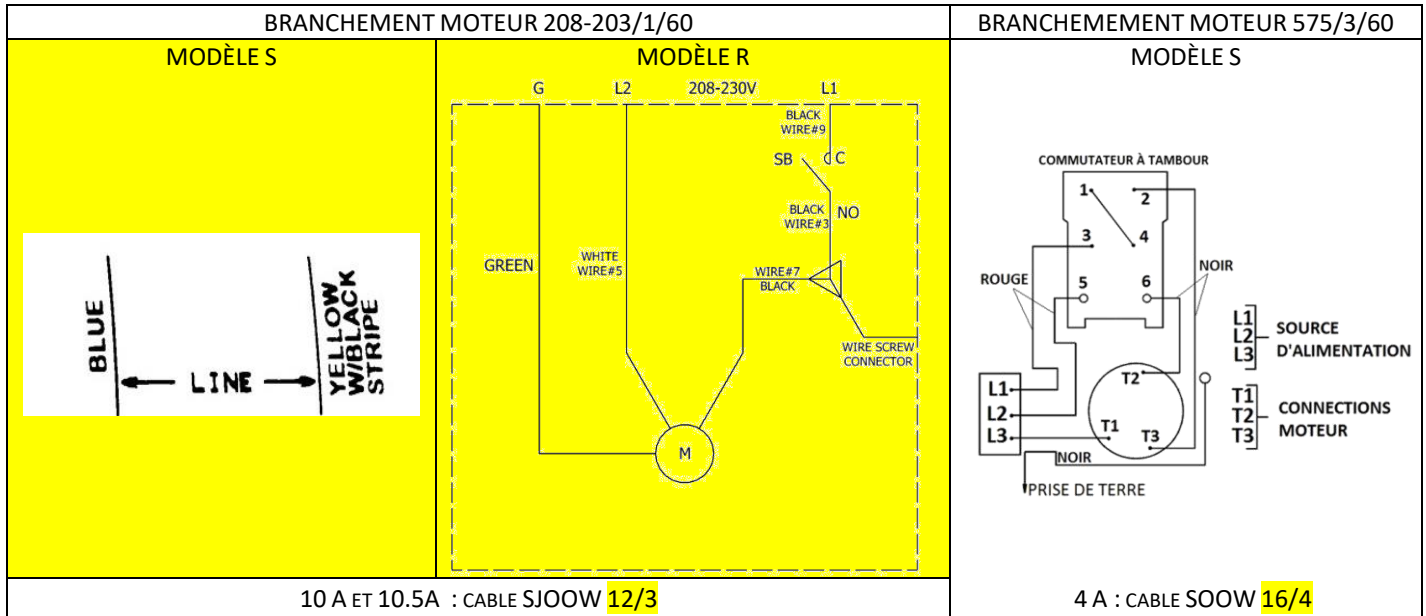 BRANCHEMENT MOTEUR 208-203/1/60
BRANCHEMEMENT MOTEUR 575/3/60
MODÈLE S
BLUE
LINE
YELLOW
W/BLACK
STRIPE
MODÈLE R
G L2 208-230V L1
BLACK
WIRE#9
SB C
BLACK
WIRE#3
NO
GREEN
WHITE
WIRE#5
WIRE#7
BLACK
WIRE SCREW
CONNECTOR
M
10 A ET 10.5A : CABLE SJOOW 12/3
MODÈLE S
COMMUTATEUR À TAMBOUR
1 2
3 4
5 6
ROUGE
NOIR
L1
L2
L3
T2
T1
T3
NOIR
PRISE DE TERRE
L1
L2
L3
SOURCE
D'ALIMENTATION
T1
T2
T3
CONNECTIONS
MOTEUR
4 A : CABLE SOOW 16/4